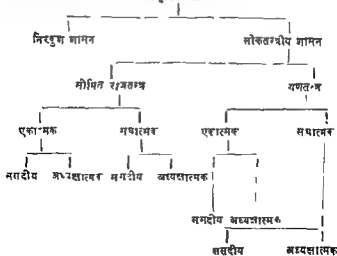 निरंकुश शासन लोकतन्त्रीय शासन
सीमित राजतन्त्र गणतन्त्र
एकात्मक संघात्मक एकात्मक संघात्मक
संसदीय अध्यक्षात्मक संसदीय अध्यक्षात्मक
संसदीय अध्यक्षात्मक
संसदीय अध्यक्षात्मक